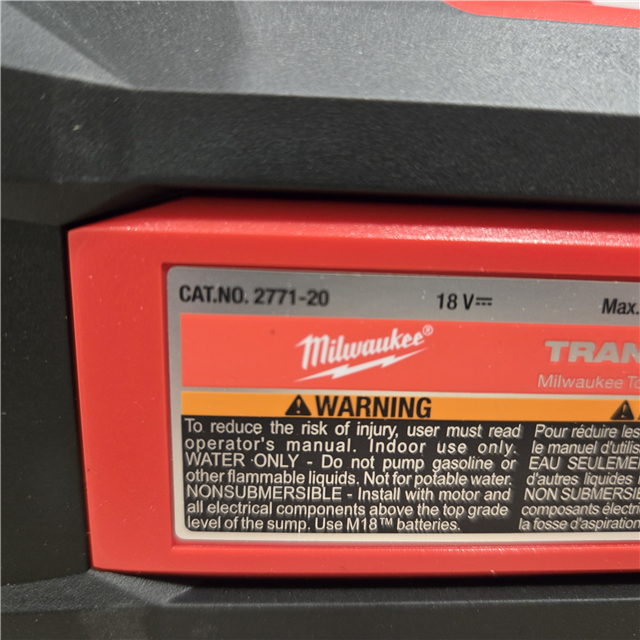 CAT.NO. 2771-20 18 V Max.
Milwaukee® TRAN
Milwaukee To
WARNING
To reduce the risk of injury, user must read
operator's manual. Indoor use only.
WATER ONLY - Do not pump gasoline or
other flammable liquids. Not for potable water.
NONSUBMERSIBLE - Install with motor and
all electrical components above the top grade
level of the sump. Use M18™ batteries.
Pour réduire les
le manuel d'utilis
EAU SEULEME
d'autres liquides
NON SUBMERSI
composants électri
la fosse d'aspiration